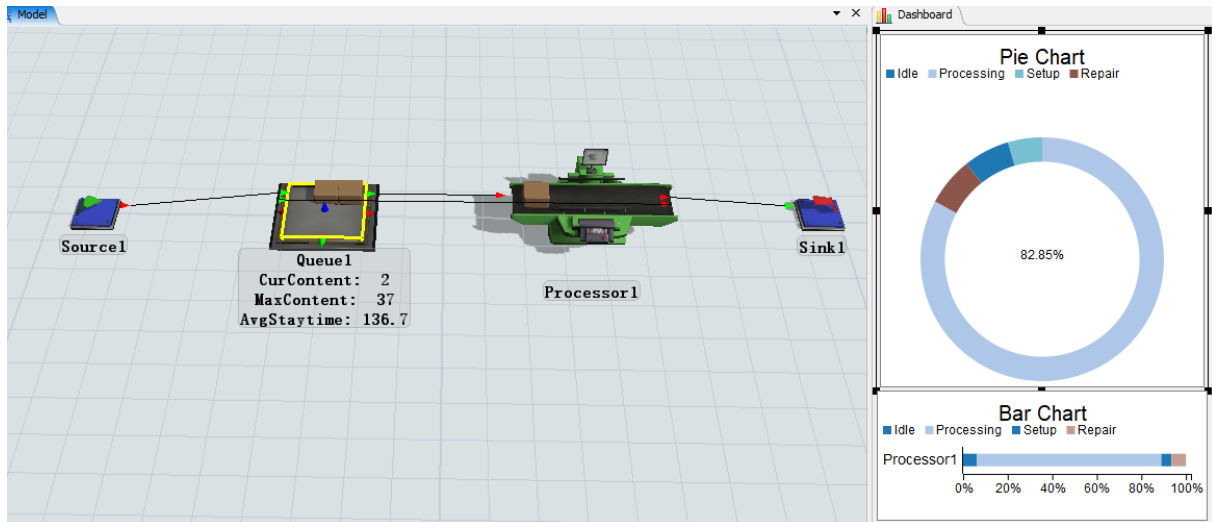 Model
Source1
Queue1
CurContent: 2
MaxContent: 37
AvgStaytime: 136.7
Processor1
Sink1
Dashboard
Pie Chart
Idle Processing Setup Repair
82.85%
Bar Chart
Idle Processing Setup Repair
Processor1
0% 20% 40% 60% 80% 100%